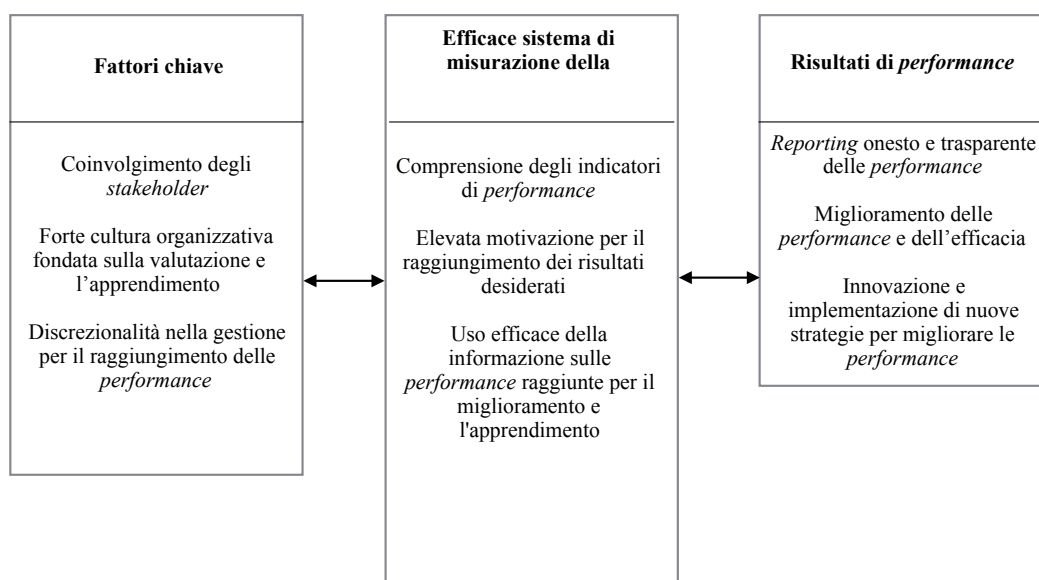 Fattori chiave
Coinvolgimento degli
stakeholder
Forte cultura organizzativa
fondata sulla valutazione e
l’apprendimento
Discrezionalità nella gestione
per il raggiungimento delle
performance
Efficace sistema di
misurazione della
Comprensione degli indicatori
di performance
Elevata motivazione per il
raggiungimento dei risultati
desiderati
Uso efficace della
informazione sulle
performance raggiunte per il
miglioramento e
l'apprendimento
Risultati di performance
Reporting onesto e trasparente
delle performance
Miglioramento delle
performance e dell’efficacia
Innovazione e
implementazione di nuove
strategie per migliorare le
performance